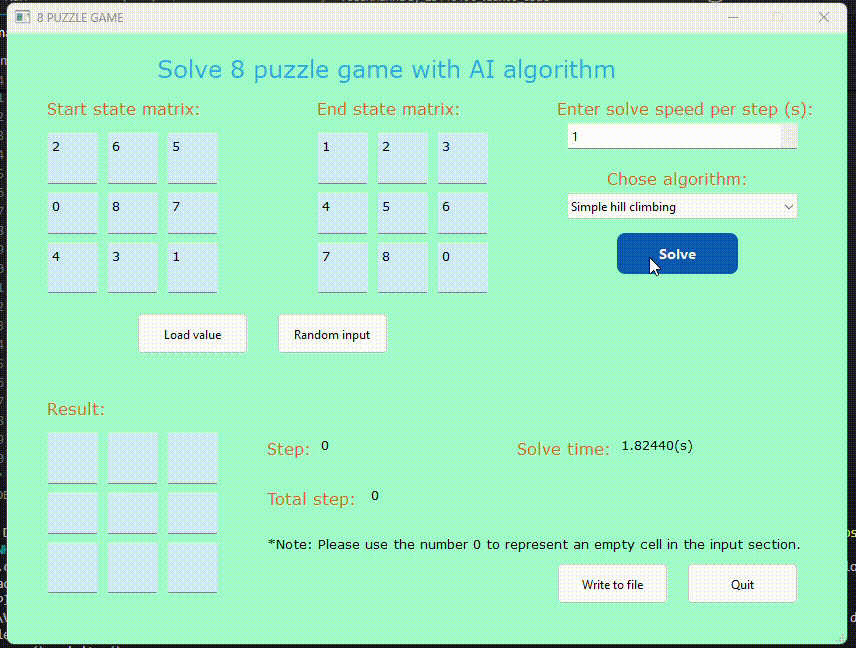 8 PUZZLE GAME
Solve 8 puzzle game with AI algorithm
Start state matrix:
End state matrix:
Enter solve speed per step (s):
2 6 5
1 2 3
1
0 8 7
4 5 6
Chose algorithm:
Simple hill climbing
4 3 1
7 8 0
Solve
Load value
Random input
Result:
Step: 0
Solve time: 1.82440(s)
Total step: 0
*Note: Please use the number 0 to represent an empty cell in the input section.
Write to file
Quit